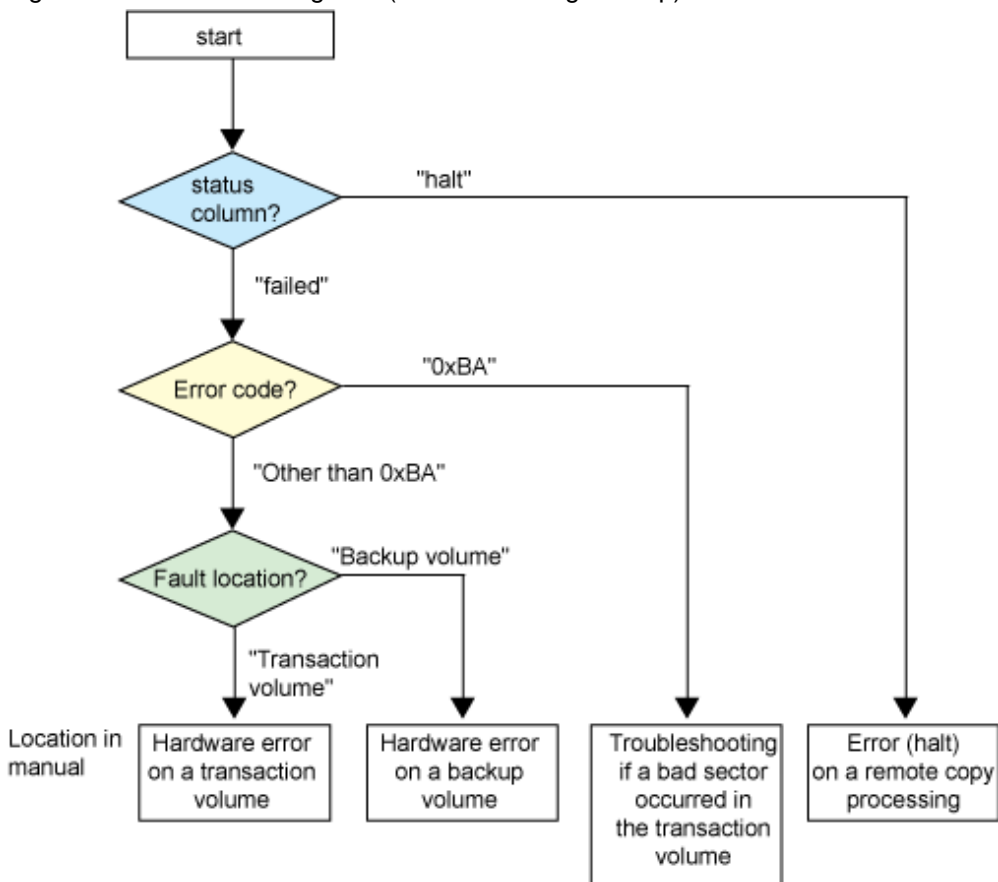 start
status
column?
"halt"
"failed"
Error code?
"0xBA"
"Other than 0xBA"
Fault location?
"Backup volume"
"Transaction
volume"
Location in
manual
Hardware error
on a transaction
volume
Hardware error
on a backup
volume
Troubleshooting
if a bad sector
occurred in
the transaction
volume
Error (halt)
on a remote copy
processing